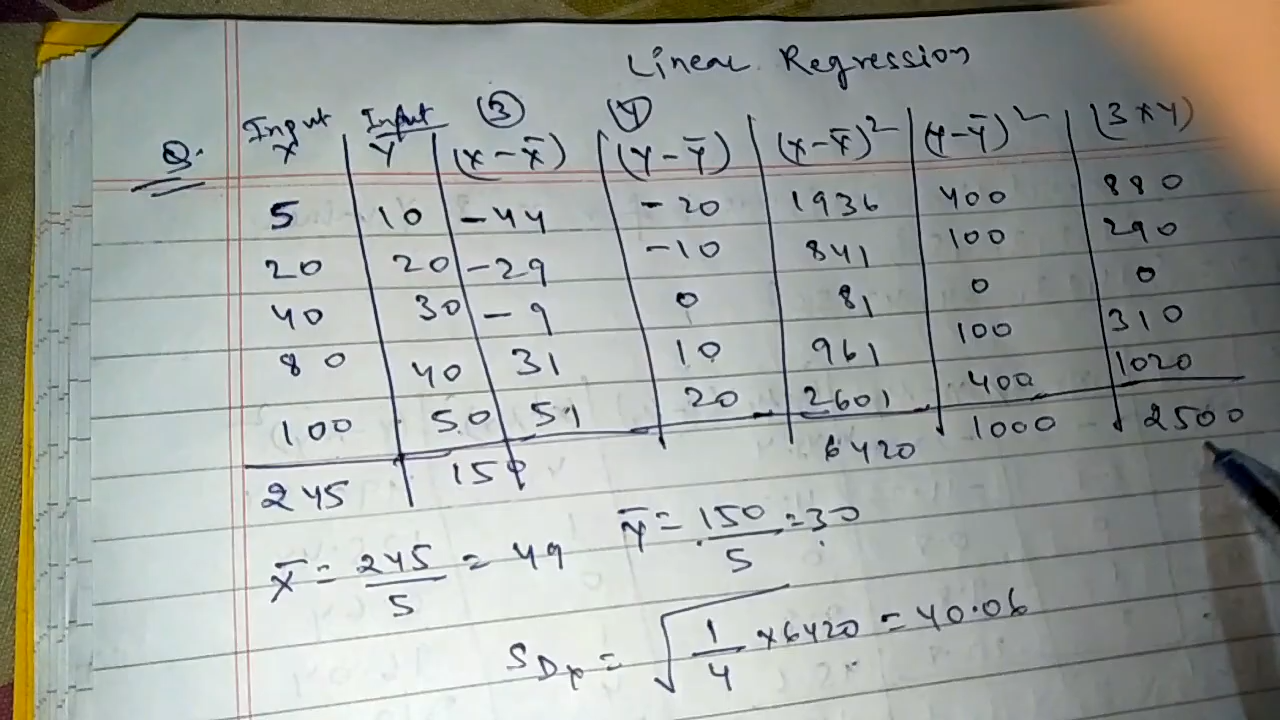 Linear Regression
Input Input ③ ④
Q. X Y (x-x̄) (Y-Ȳ) (x-x̄)² (Y-Ȳ)² (3*4)
5 10 -44 -20 1936 400 880
20 20 -29 -10 841 100 290
40 30 -9 0 81 0 0
80 40 31 10 961 100 310
100 50 51 20 2601 400 1020
245 150 6420 1000 2500
x̄ = 245/5 = 49 Ȳ = 150/5 = 30
SDx = √1/4 × 6420 = 40.06